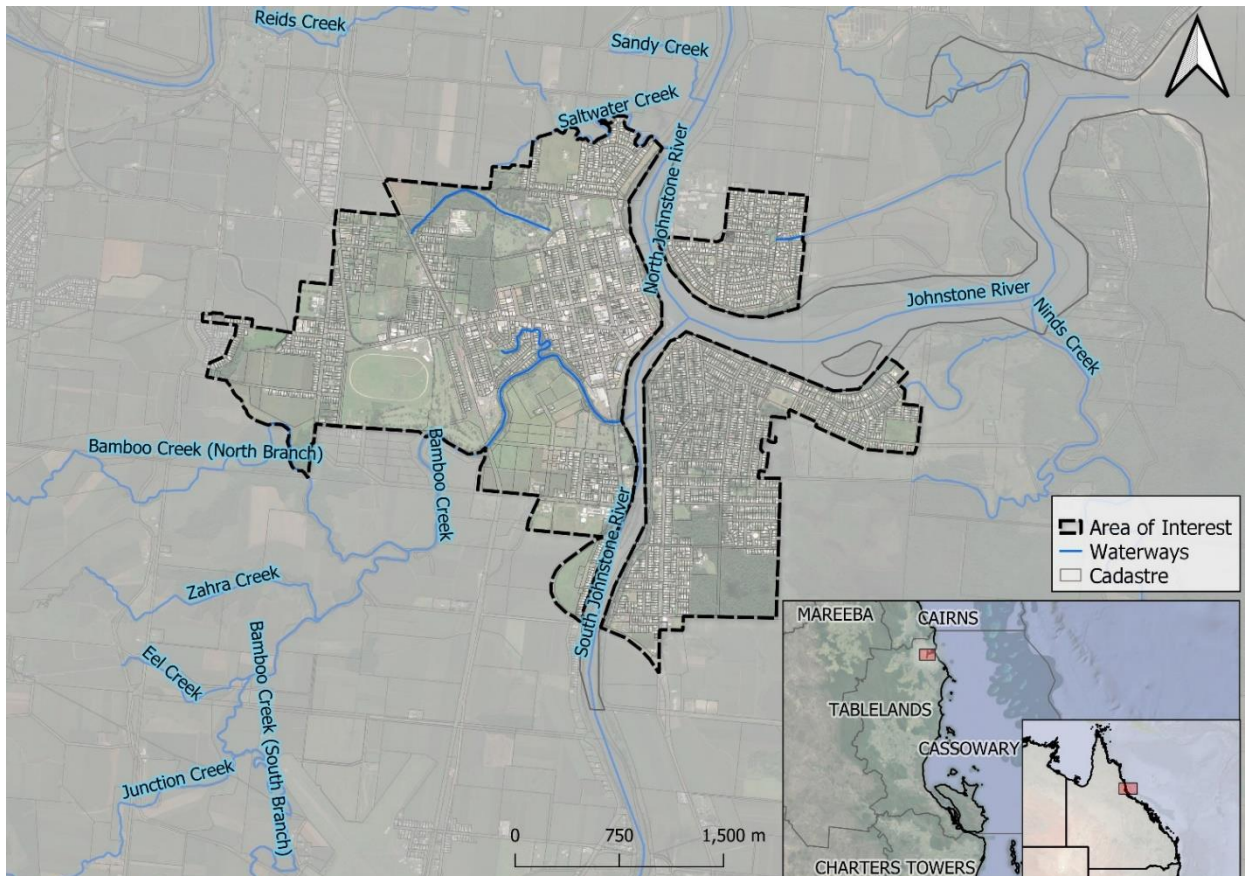 Reids Creek
Sandy Creek
Saltwater Creek
North Johnstone River
Johnstone River
Ninds Creek
Bamboo Creek (North Branch)
Bamboo Creek
Zahra Creek
South Johnstone River
Eel Creek
Bamboo Creek (South Branch)
Junction Creek
Area of Interest
Waterways
Cadastre
MAREEBA
CAIRNS
TABLELANDS
CASSOWARY
CHARTERS TOWERS
0 750 1,500 m